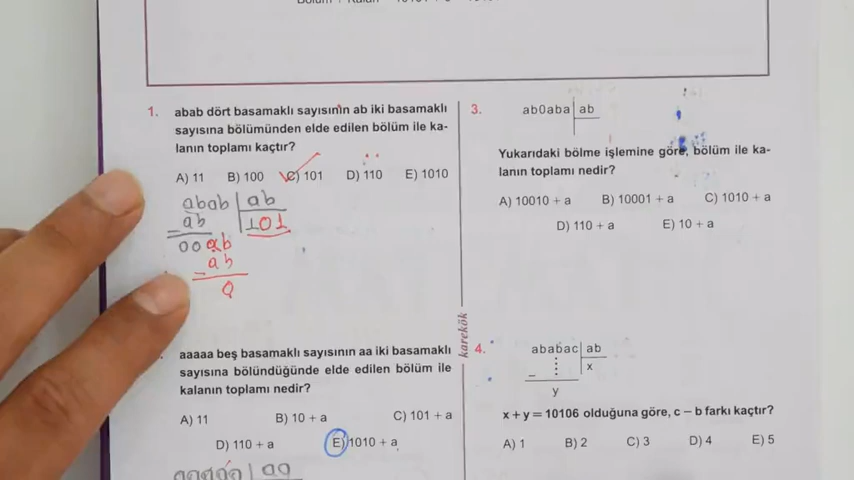 1. abab dört basamaklı sayısının ab iki basamaklı
sayısına bölümünden elde edilen bölüm ile ka-
lanın toplamı kaçtır?
A) 11 B) 100 C) 101 D) 110 E) 1010
abab ab
- ab 101
00ab
- ab
0
aaaaa beş basamaklı sayısının aa iki basamaklı
sayısına bölündüğünde elde edilen bölüm ile
kalanın toplamı nedir?
A) 11 B) 10 + a C) 101 + a
D) 110 + a E) 1010 + a
aaaaa aa
karekök
3. ab0aba ab
Yukarıdaki bölme işlemine göre, bölüm ile ka-
lanın toplamı nedir?
A) 10010 + a B) 10001 + a C) 1010 + a
D) 110 + a E) 10 + a
4. ababac ab
- x
y
x + y = 10106 olduğuna göre, c – b farkı kaçtır?
A) 1 B) 2 C) 3 D) 4 E) 5